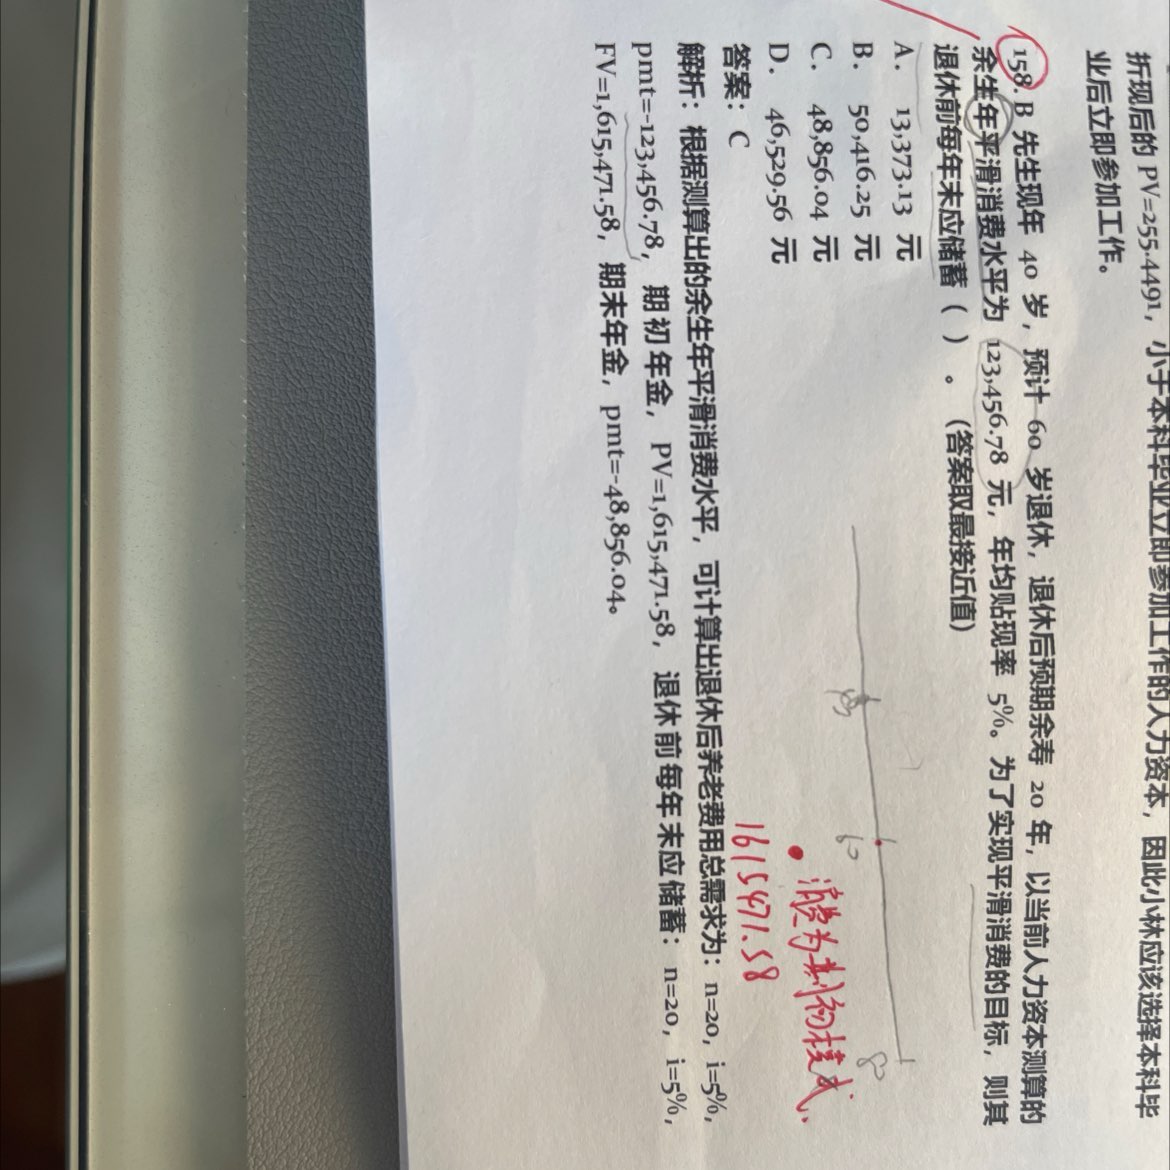 折现后的 PV=255.4491，小于本科毕业立即参加工作的人力资本，因此小林应该选择本科毕
业后立即参加工作。
158. B 先生现年 40 岁，预计 60 岁退休，退休后预期余寿 20 年，以当前人力资本测算的
余生年平滑消费水平为 123,456.78 元，年均贴现率 5%。为了实现平滑消费的目标，则其
退休前每年末应储蓄（ ）。（答案取最接近值）
A. 13,373.13 元
B. 50,416.25 元
C. 48,856.04 元
D. 46,529.56 元
答案：C
解析：根据测算出的余生年平滑消费水平，可计算出退休后养老费用总需求为：n=20，i=5%，
pmt=-123,456.78，期初年金，PV=1,615,471.58，退休前每年末应储蓄：n=20，i=5%，
FV=1,615,471.58，期末年金，pmt=-48,856.04。
60
80
消费为期初模式
1615471.58